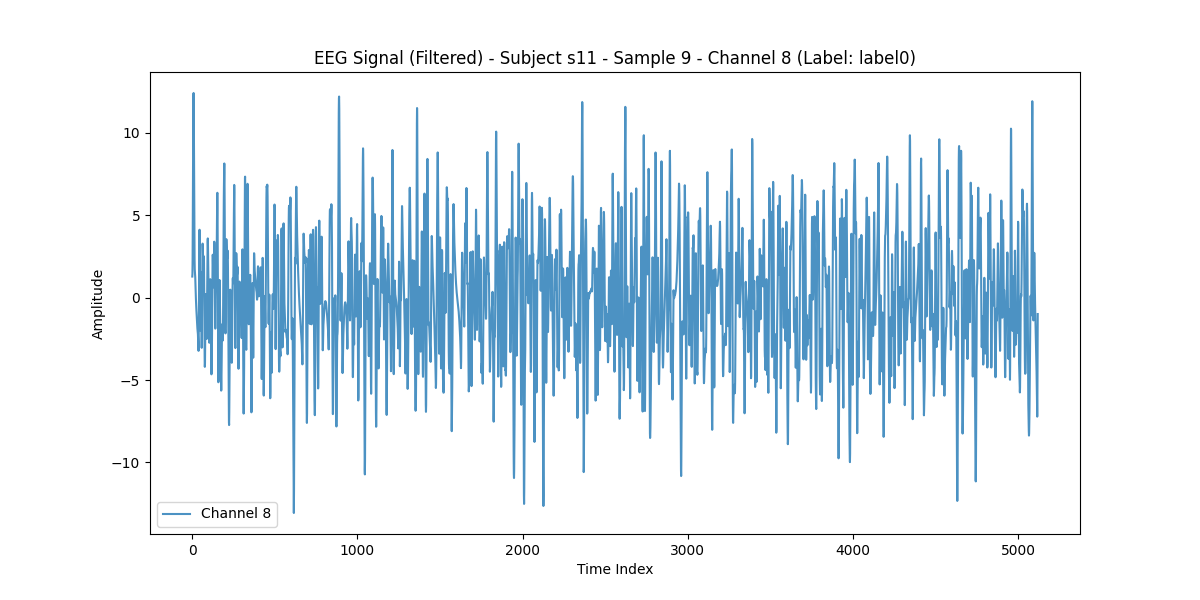 EEG Signal (Filtered) - Subject s11 - Sample 9 - Channel 8 (Label: label0)
Amplitude
10
5
0
−5
−10
Channel 8
0 1000 2000 3000 4000 5000
Time Index